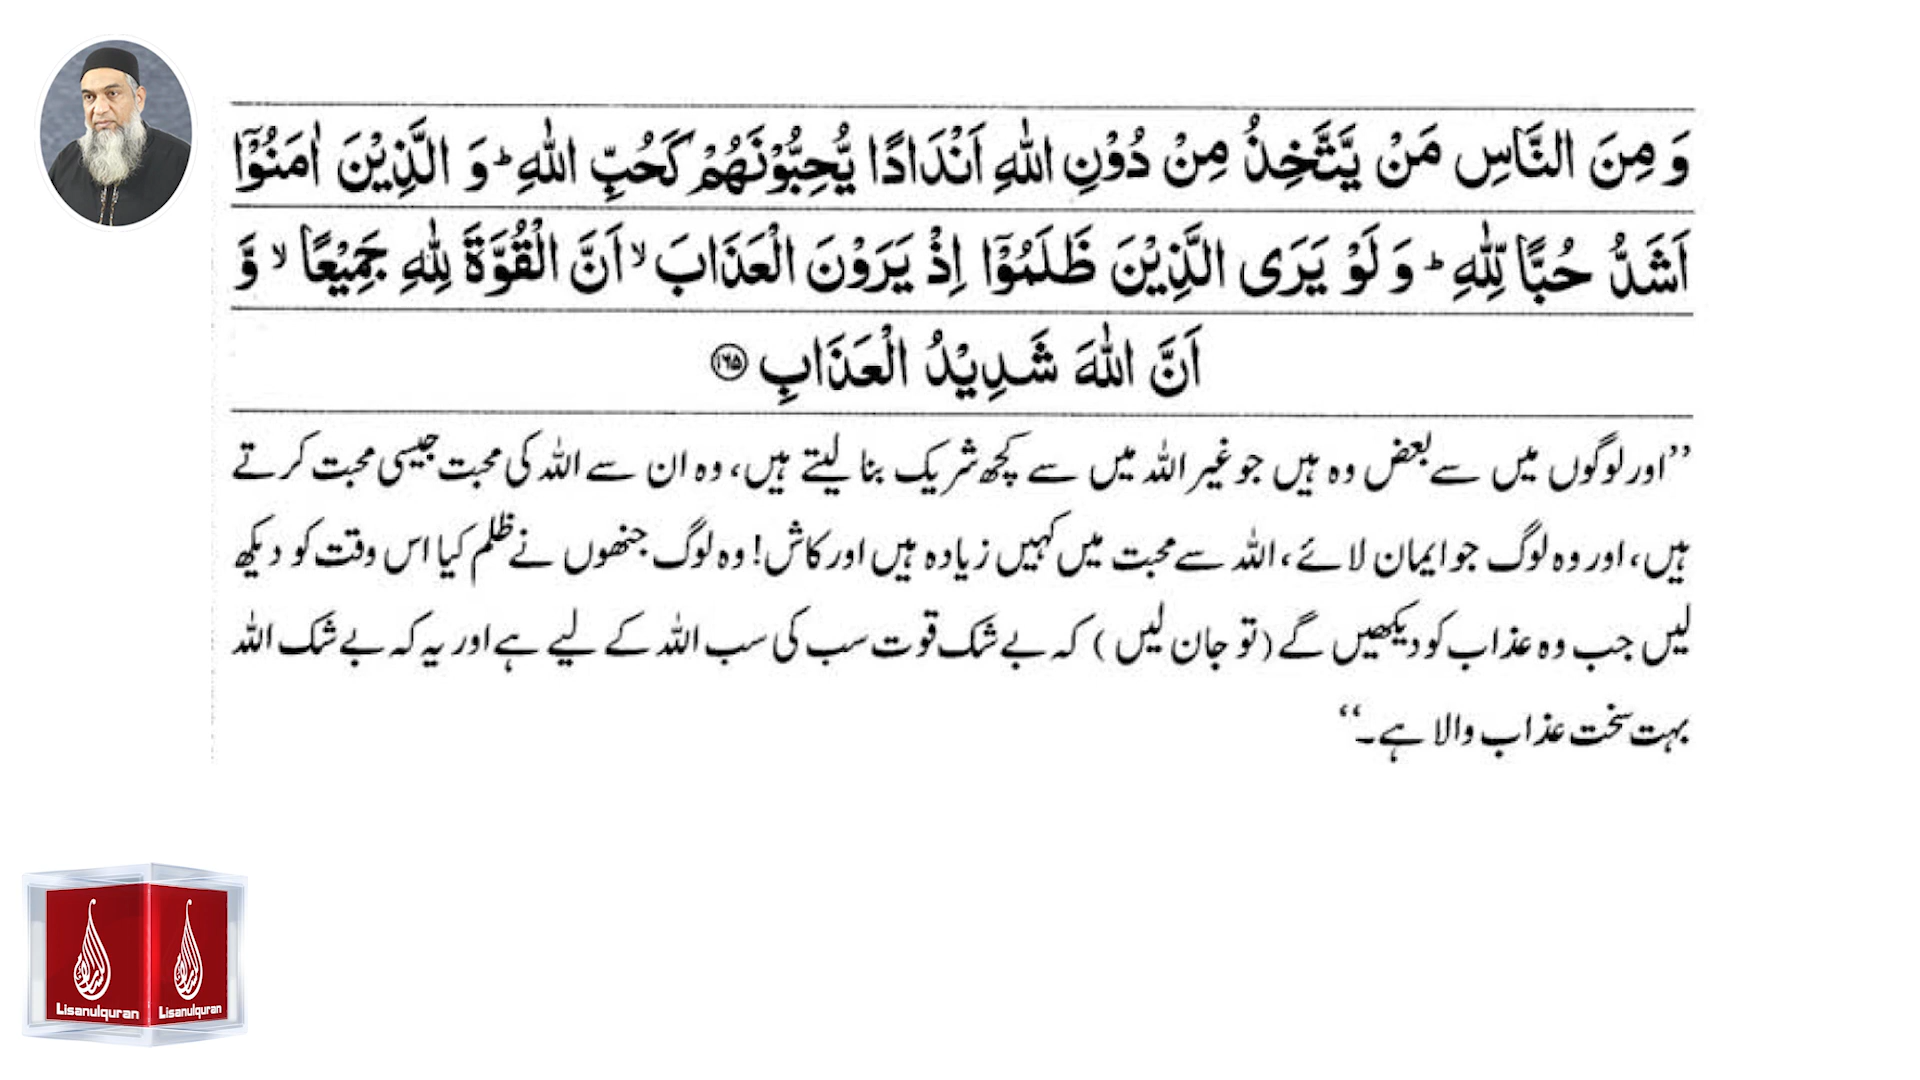 وَ مِنَ النَّاسِ مَنْ يَّتَّخِذُ مِنْ دُوْنِ اللّٰهِ اَنْدَادًا يُّحِبُّوْنَهُمْ كَحُبِّ اللّٰهِ ؕ وَ الَّذِيْنَ اٰمَنُوْۤا
اَشَدُّ حُبًّا لِّلّٰهِ ؕ وَ لَوْ يَرَى الَّذِيْنَ ظَلَمُوْۤا اِذْ يَرَوْنَ الْعَذَابَ ۙ اَنَّ الْقُوَّةَ لِلّٰهِ جَمِيْعًا ۙ وَّ
اَنَّ اللّٰهَ شَدِيْدُ الْعَذَابِ ۝۱۶۵
’’اور لوگوں میں سے بعض وہ ہیں جو غیر اللہ میں سے کچھ شریک بنا لیتے ہیں، وہ ان سے اللہ کی محبت جیسی محبت کرتے
ہیں، اور وہ لوگ جو ایمان لائے، اللہ سے محبت میں کہیں زیادہ ہیں اور کاش! وہ لوگ جنھوں نے ظلم کیا اس وقت کو دیکھ
لیں جب وہ عذاب کو دیکھیں گے (تو جان لیں) کہ بے شک قوت سب کی سب اللہ کے لیے ہے اور یہ کہ بے شک اللہ
بہت سخت عذاب والا ہے۔‘‘
Lisanulquran
Lisanulquran